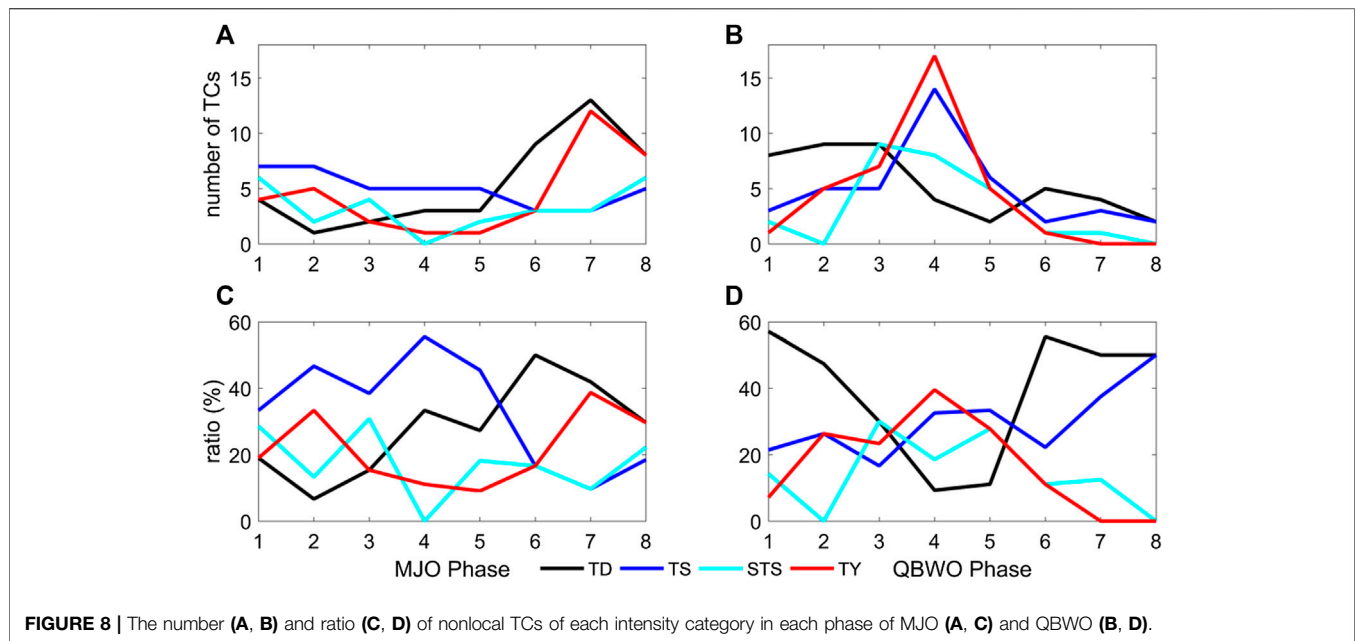 A
B
number of TCs
15
10
5
0
1 2 3 4 5 6 7 8
15
10
5
0
1 2 3 4 5 6 7 8
C
D
ratio (%)
60
40
20
0
1 2 3 4 5 6 7 8
60
40
20
0
1 2 3 4 5 6 7 8
MJO Phase TD TS STS TY QBWO Phase
FIGURE 8 | The number (A, B) and ratio (C, D) of nonlocal TCs of each intensity category in each phase of MJO (A, C) and QBWO (B, D).